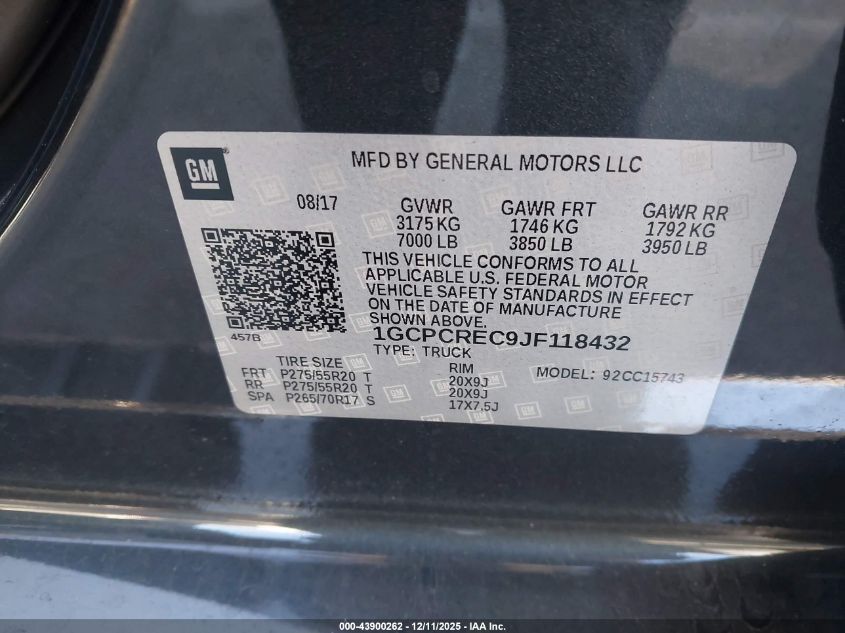 GM
MFD BY GENERAL MOTORS LLC
08/17
GVWR
3175 KG
7000 LB
GAWR FRT
1746 KG
3850 LB
GAWR RR
1792 KG
3950 LB
THIS VEHICLE CONFORMS TO ALL
APPLICABLE U.S. FEDERAL MOTOR
VEHICLE SAFETY STANDARDS IN EFFECT
ON THE DATE OF MANUFACTURE
SHOWN ABOVE.
457B
1GCPCREC9JF118432
TYPE: TRUCK
TIRE SIZE RIM MODEL: 92CC15743
FRT P275/55R20 T 20X9J
RR P275/55R20 T 20X9J
SPA P265/70R17 S 17X7.5J
000-43900262 - 12/11/2025 - IAA Inc.